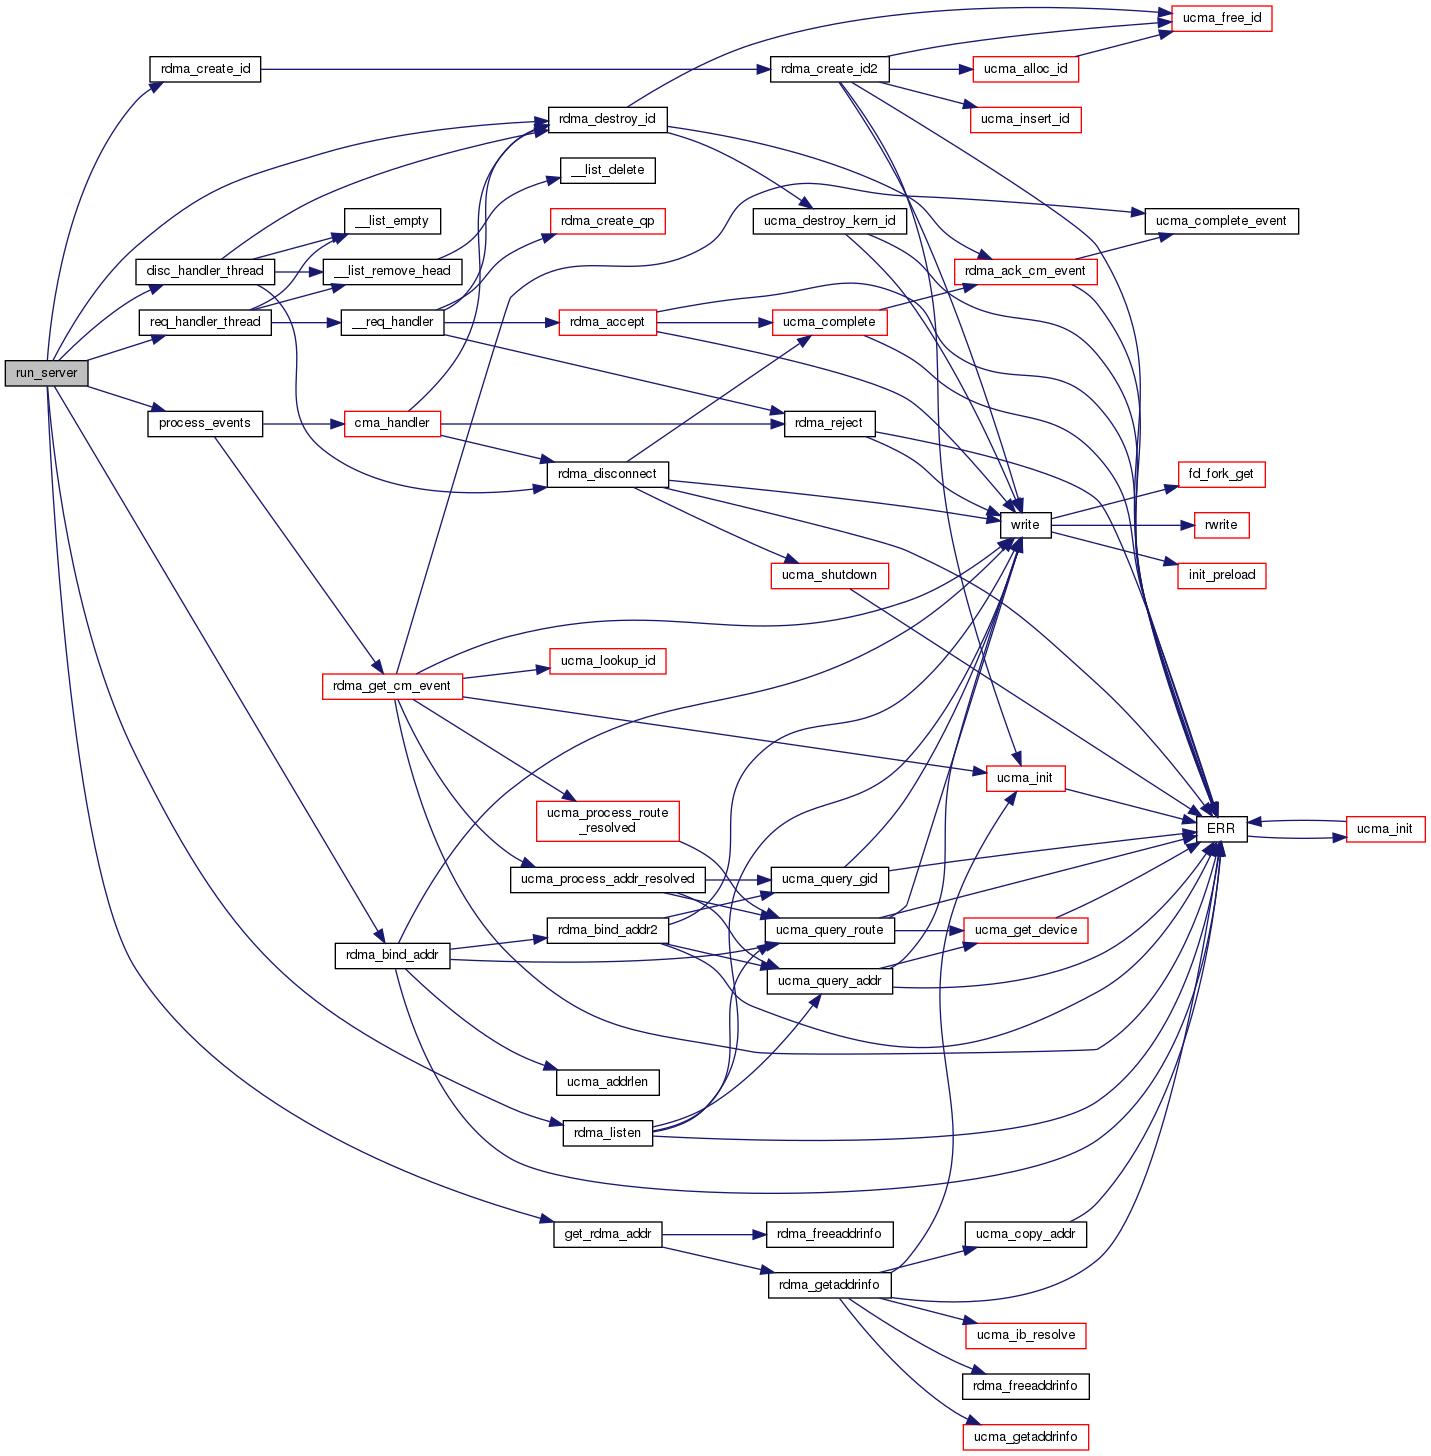 ucma_free_id
rdma_create_id
rdma_create_id2
ucma_alloc_id
rdma_destroy_id
ucma_insert_id
__list_delete
__list_empty
rdma_create_qp
ucma_destroy_kern_id
ucma_complete_event
disc_handler_thread
__list_remove_head
rdma_ack_cm_event
req_handler_thread
__req_handler
rdma_accept
ucma_complete
run_server
process_events
cma_handler
rdma_reject
rdma_disconnect
fd_fork_get
write
rwrite
ucma_shutdown
init_preload
ucma_lookup_id
rdma_get_cm_event
ucma_init
ucma_process_route
_resolved
ERR
ucma_init
ucma_process_addr_resolved
ucma_query_gid
rdma_bind_addr2
ucma_query_route
ucma_get_device
rdma_bind_addr
ucma_query_addr
ucma_addrlen
rdma_listen
get_rdma_addr
rdma_freeaddrinfo
ucma_copy_addr
rdma_getaddrinfo
ucma_ib_resolve
rdma_freeaddrinfo
ucma_getaddrinfo